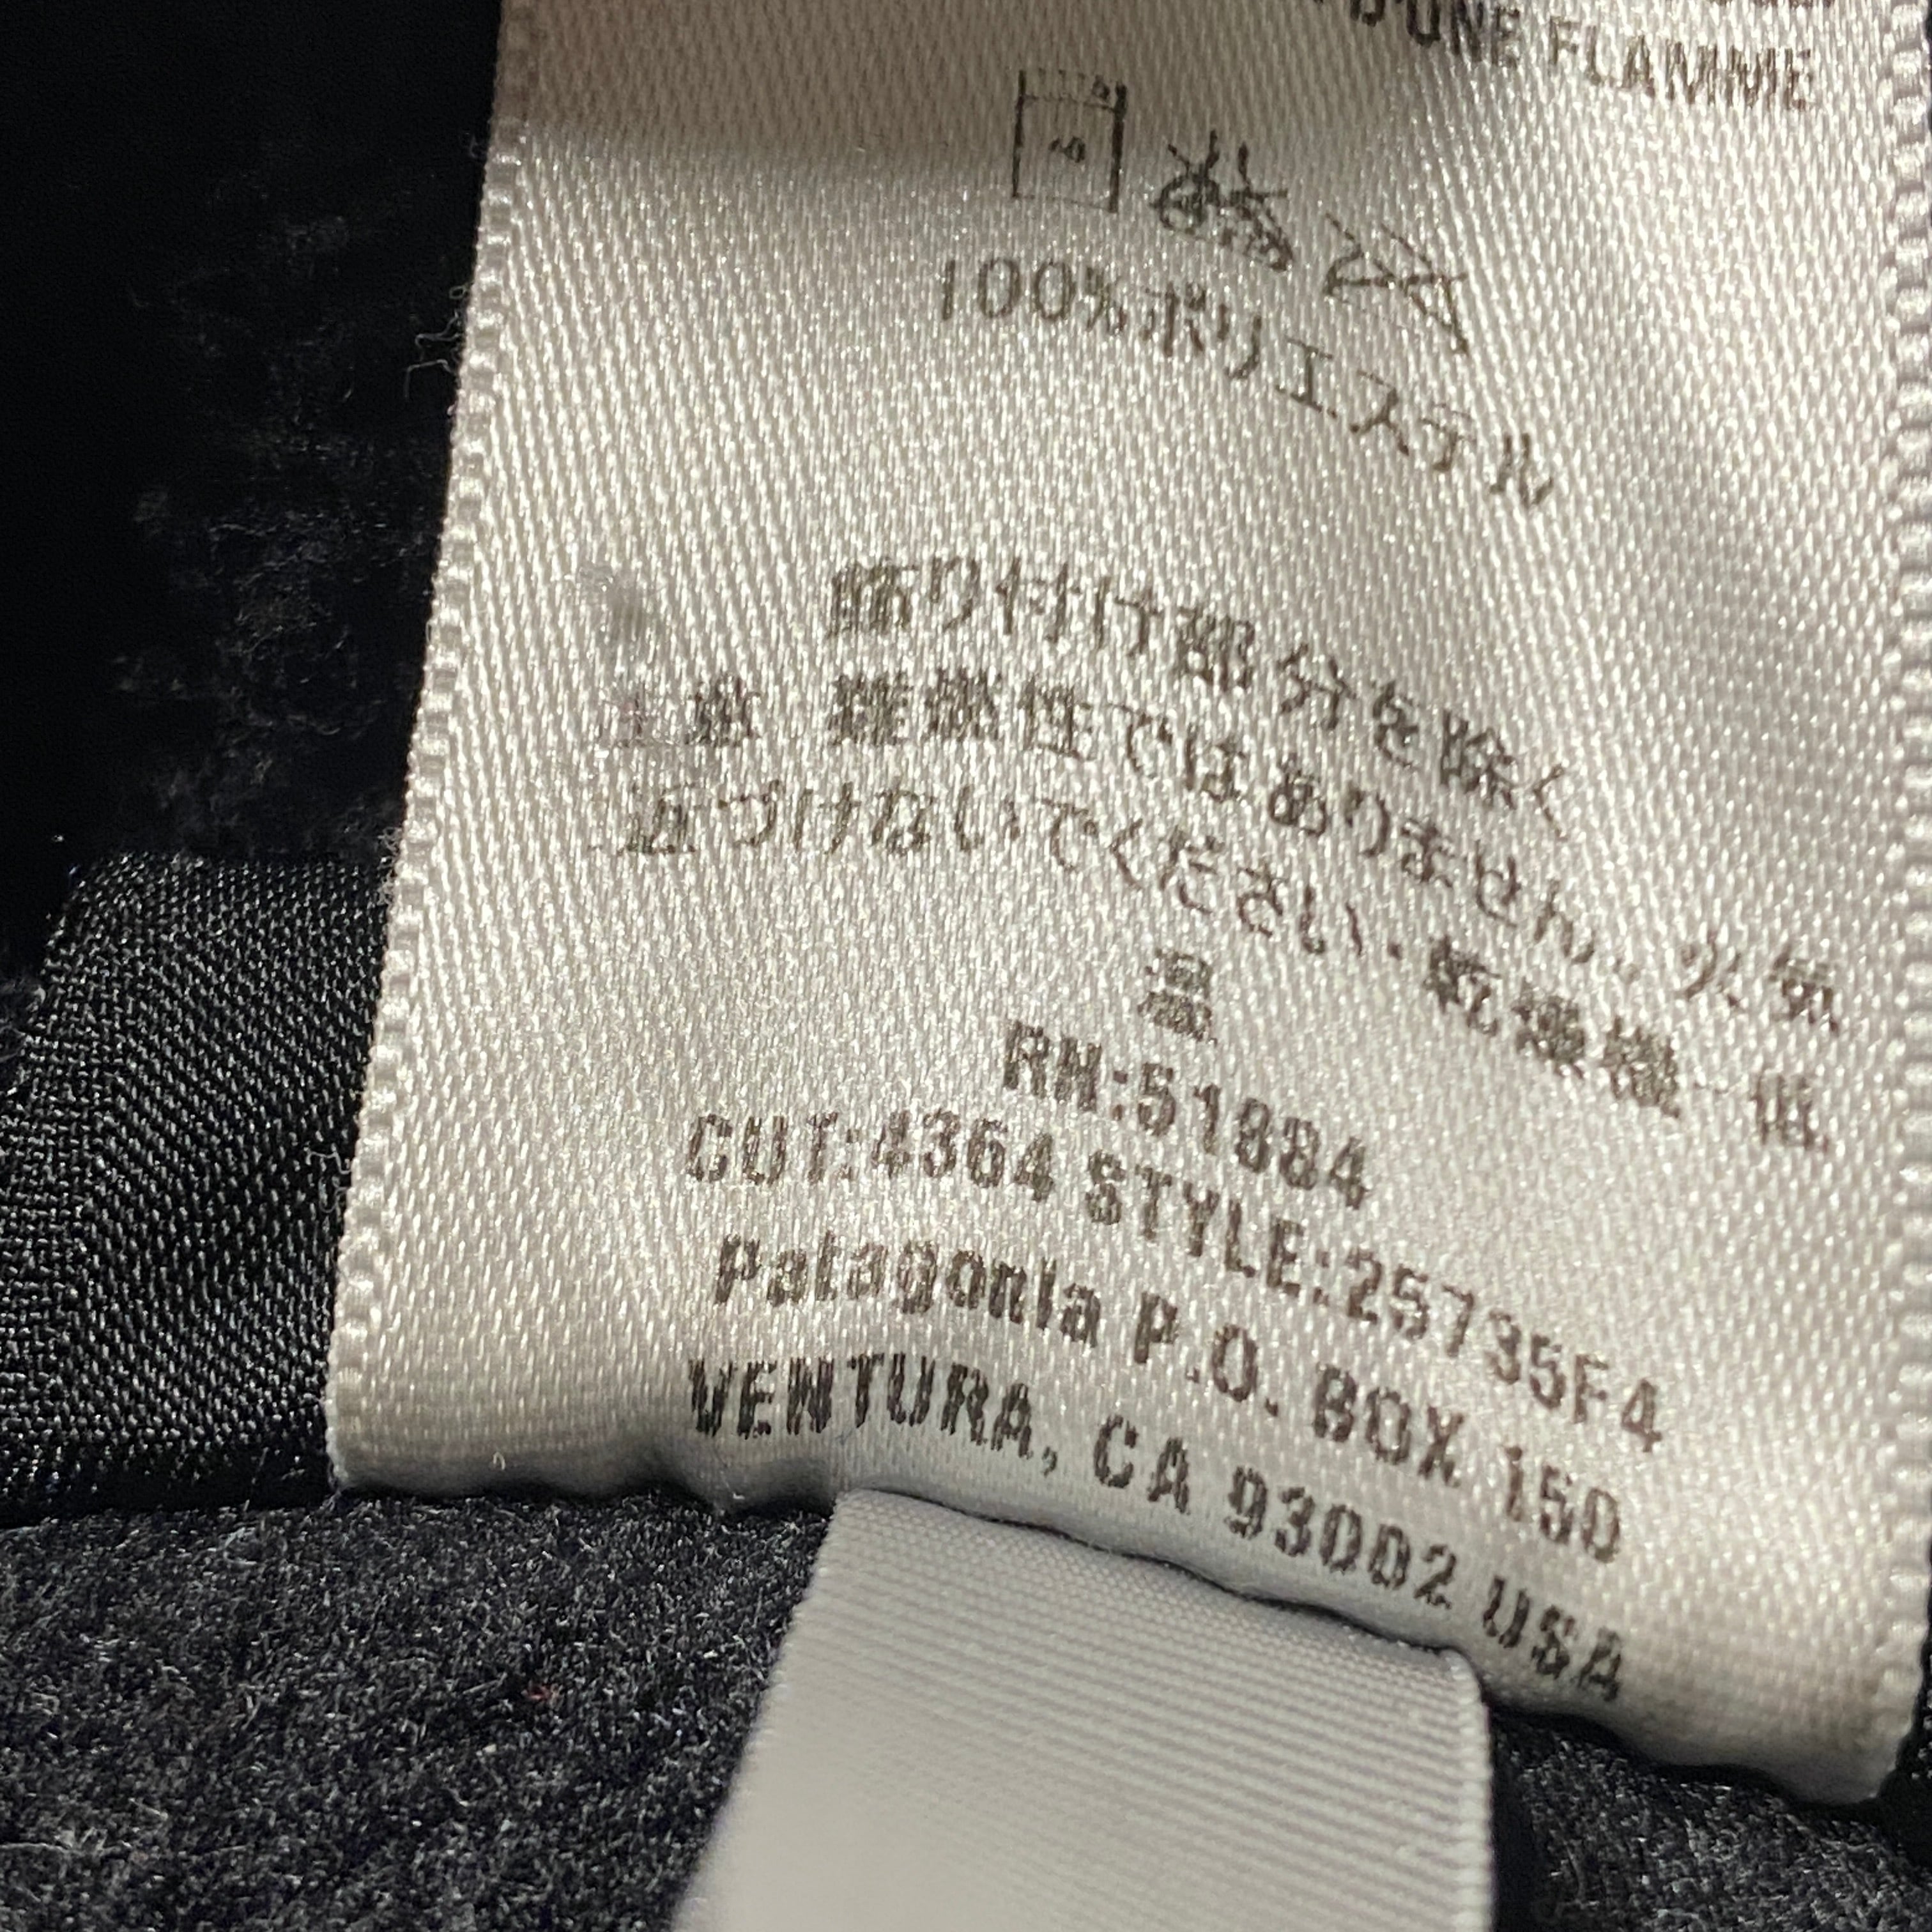 D'UNE FLAMME
40
100%ポリエステル
飾り付け部分を除く
注意 難燃性ではありません。火気
近づけないでください・乾燥機-低
温
RN:51884
CUT:4364 STYLE:25735F4
Patagonia P.O. BOX 150
VENTURA, CA 93002 USA